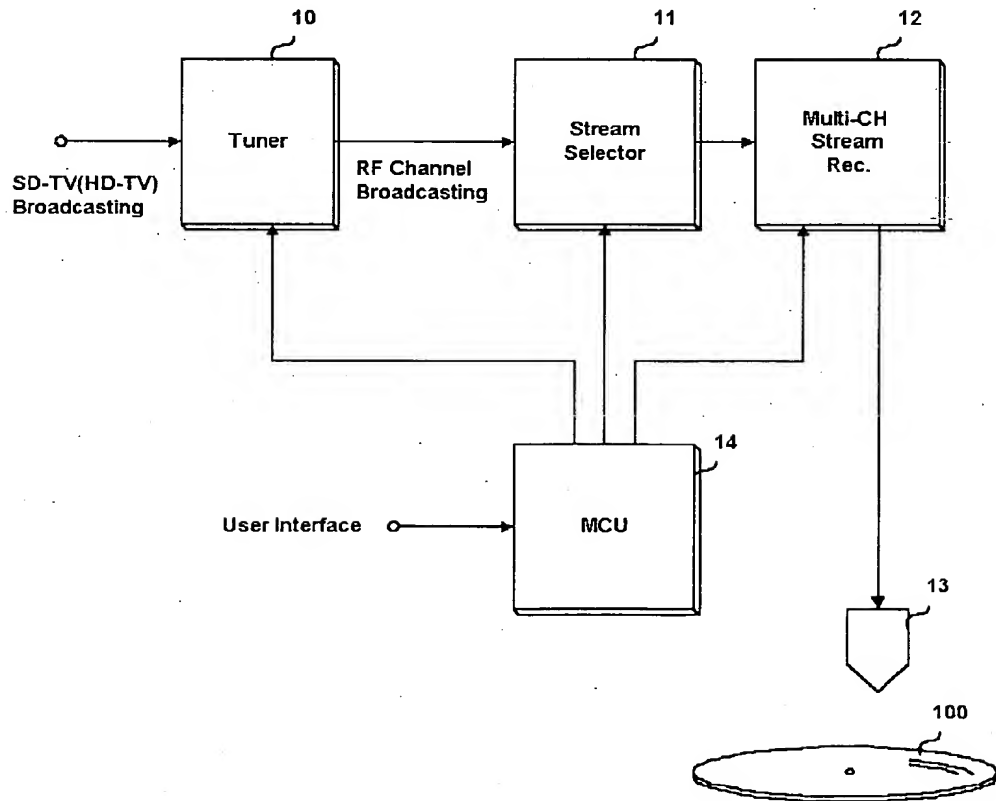 10
11
12
Tuner
Stream
Selector
Multi-CH
Stream
Rec.
SD-TV(HD-TV)
Broadcasting
RF Channel
Broadcasting
14
User Interface
MCU
13
100